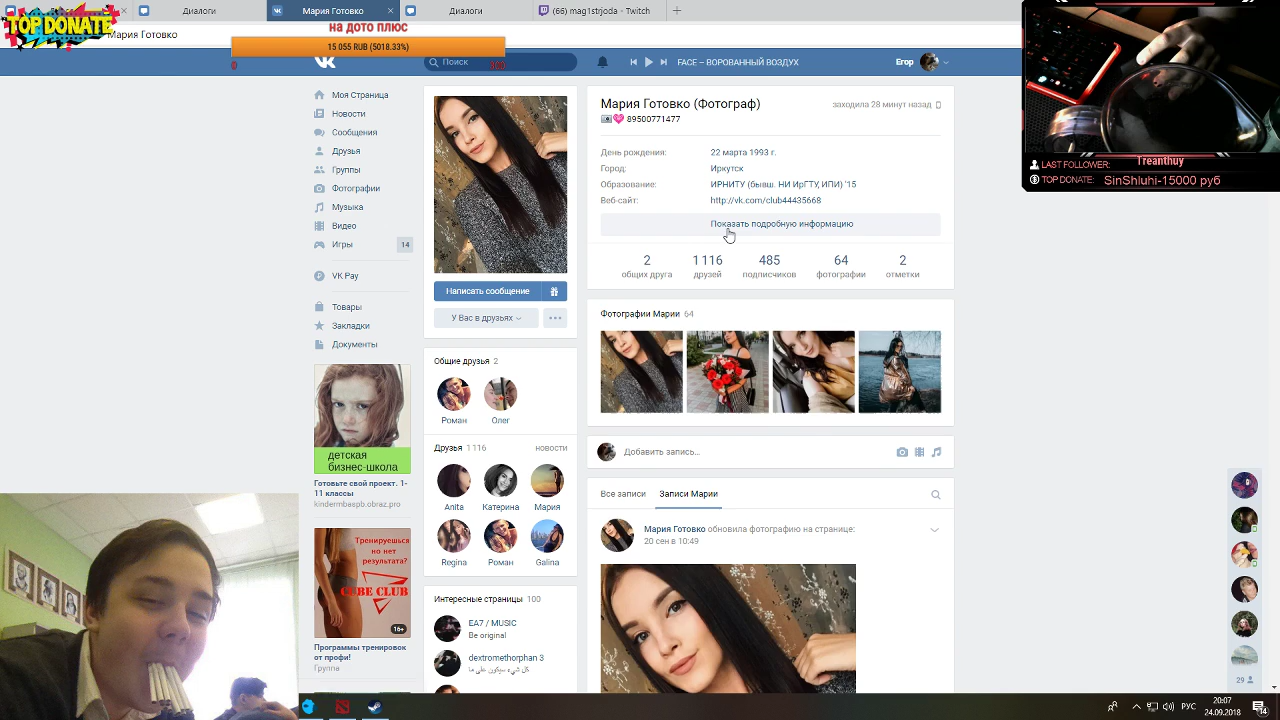 TOP DONATE
Диалоги
Мария Готовко
Диалоги
(66) mag1strjoda - Twitch
Мария Готовко
на дото плюс
15 055 RUB (5018.33%)
0
300
Поиск
FACE – ВОРОВАННЫЙ ВОЗДУХ
Егор
Моя Страница
Новости
Сообщения
Друзья
Группы
Фотографии
Музыка
Видео
Игры
14
VK Pay
Товары
Закладки
Документы
детская
бизнес-школа
Готовьте свой проект. 1-
11 классы
kindermbaspb.obraz.pro
Тренируешься
но нет
результата?
CUBE CLUB
16+
Программы тренировок
от профи!
Группа
Написать сообщение
У Вас в друзьях
Общие друзья 2
Роман
Олег
Друзья 1 116
новости
Anita
Катерина
Мария
Regina
Роман
Galina
Интересные страницы 100
EA7 / MUSIC
Be original
dextromethorphan 3
Мария Готовко (Фотограф)
заходила 28 минут назад
89500771477
День рождения:
22 марта 1993 г.
Город:
Иркутск
Образование:
ИРНИТУ (бывш. НИ ИрГТУ, ИПИ) '15
Веб-сайт:
http://vk.com/club44435668
Показать подробную информацию
2
общих друга
1 116
друзей
485
подписчиков
64
фотографии
2
отметки
Фотографии Марии 64
Добавить запись...
Все записи
Записи Марии
Мария Готовко обновила фотографию на странице:
20 сен в 10:49
LAST FOLLOWER:
Treanthuy
TOP DONATE:
SinShluhi-15000 руб
29
РУС
20:07
24.09.2018
14